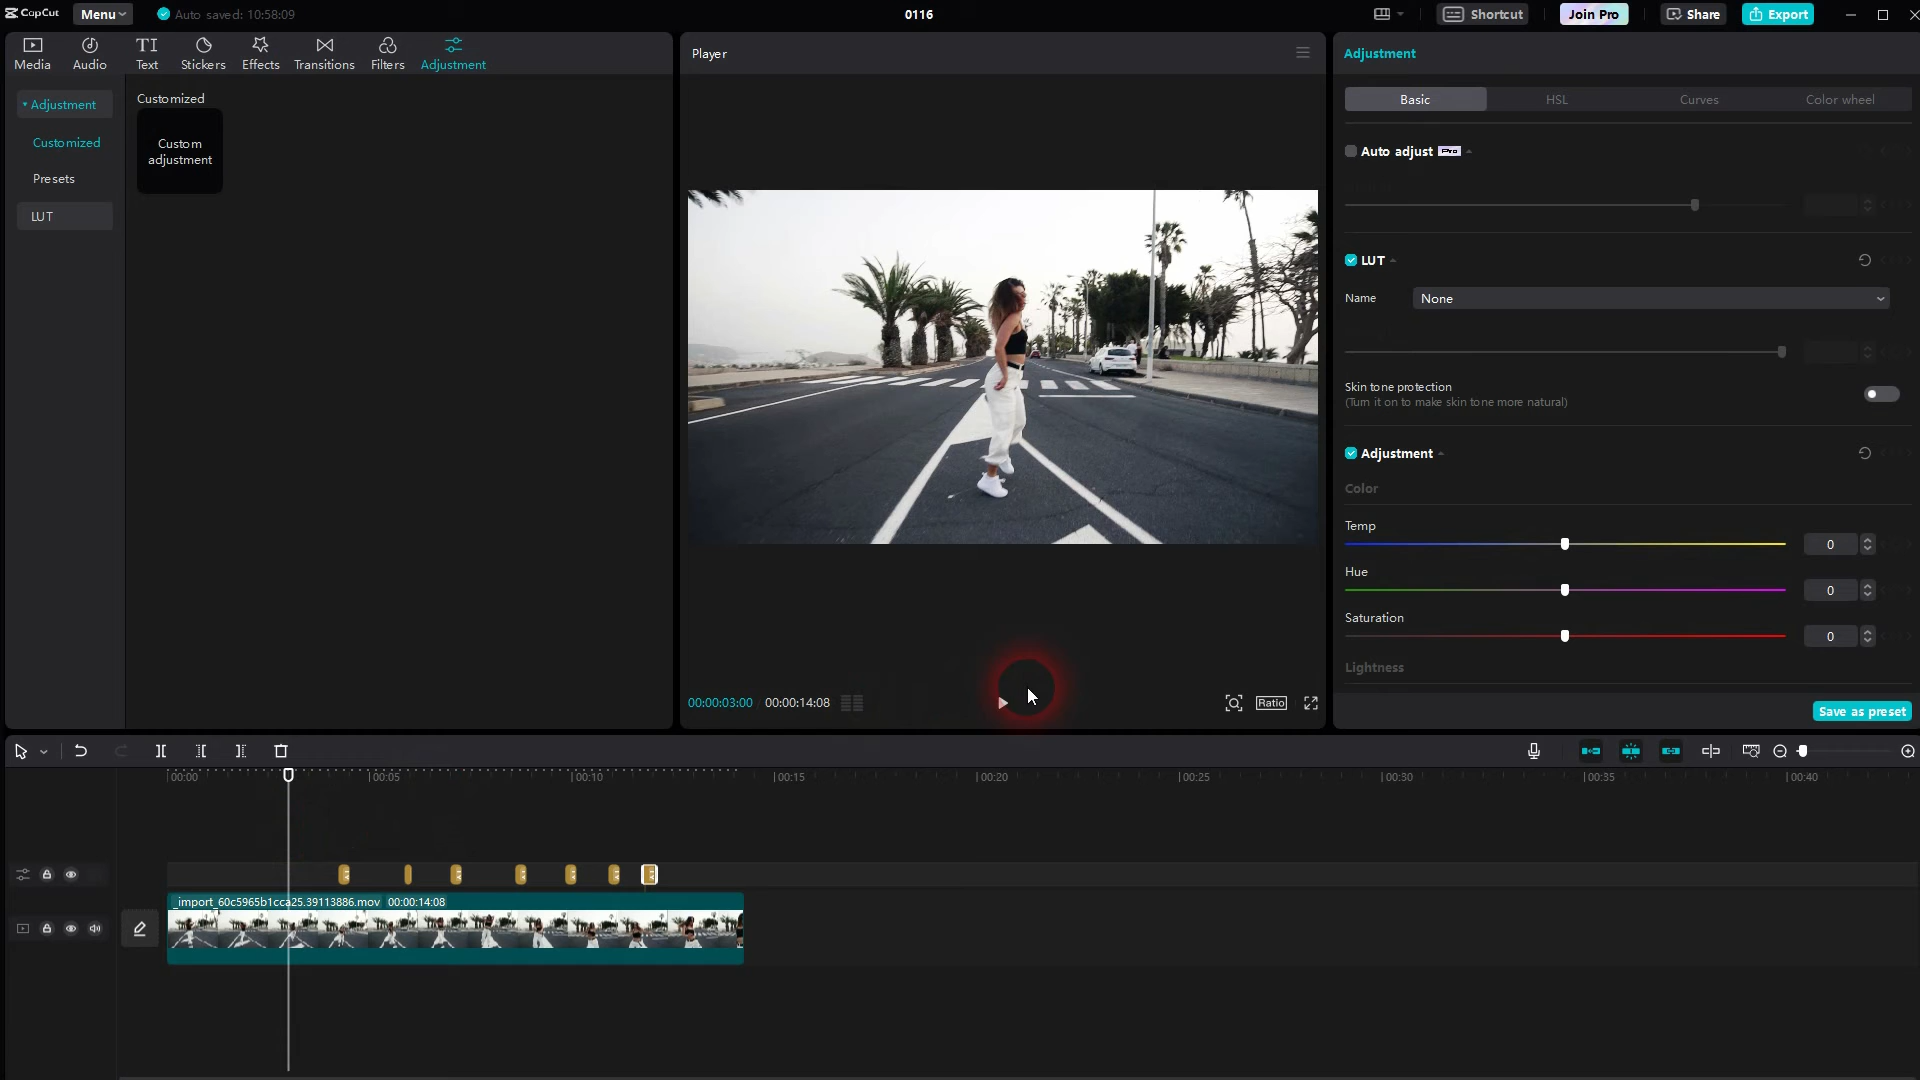 CapCut Menu Auto saved: 10:58:09 0116 Shortcut Join Pro Share Export
Media Audio Text Stickers Effects Transitions Filters Adjustment
Adjustment
Customized
Presets
LUT
Customized
Custom
adjustment
Player
00:00:03:00 00:00:14:08
Ratio
Adjustment
Basic HSL Curves Color wheel
Auto adjust Pro
LUT
Name None
Skin tone protection
(Turn it on to make skin tone more natural)
Adjustment
Color
Temp
0
Hue
0
Saturation
0
Lightness
Save as preset
00:00 00:05 00:10 00:15 00:20 00:25 00:30 00:35 00:40
_import_60c5965b1cca25.39113886.mov 00:00:14:08